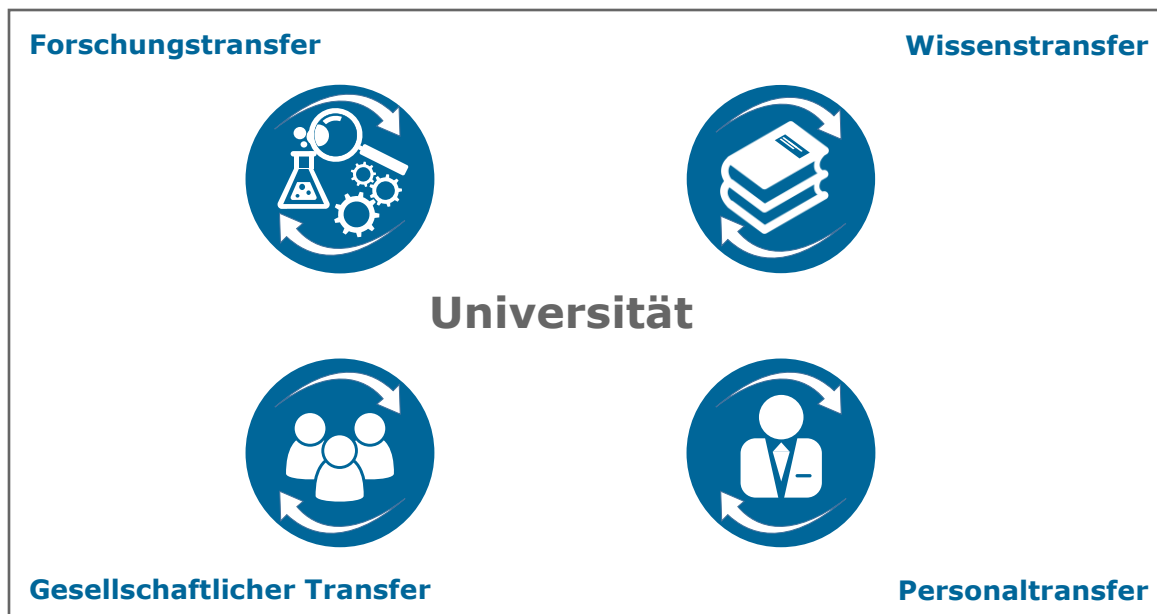 Forschungstransfer
Wissenstransfer
Universität
Gesellschaftlicher Transfer
Personaltransfer